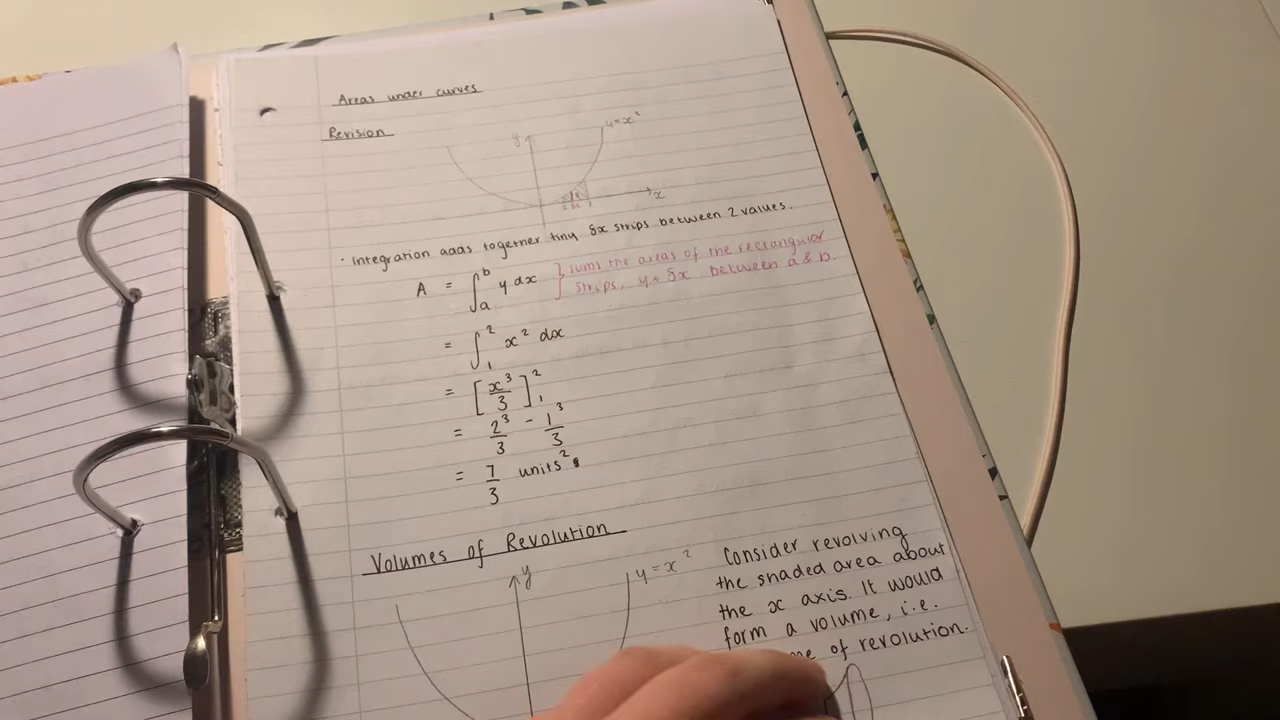 Areas under curves
Revision
y
y=x²
x
1 δx 2
· Integration adds together tiny δx strips between 2 values.
A = ∫ₐᵇ y dx } sums the areas of the rectangular
strips, y × δx between a & b.
= ∫₁² x² dx
= [x³/3]₁²
= 2³/3 - 1³/3
= 7/3 units².
Volumes of Revolution
y
y=x²
Consider revolving
the shaded area about
the x axis. It would
form a volume, i.e.
of revolution.